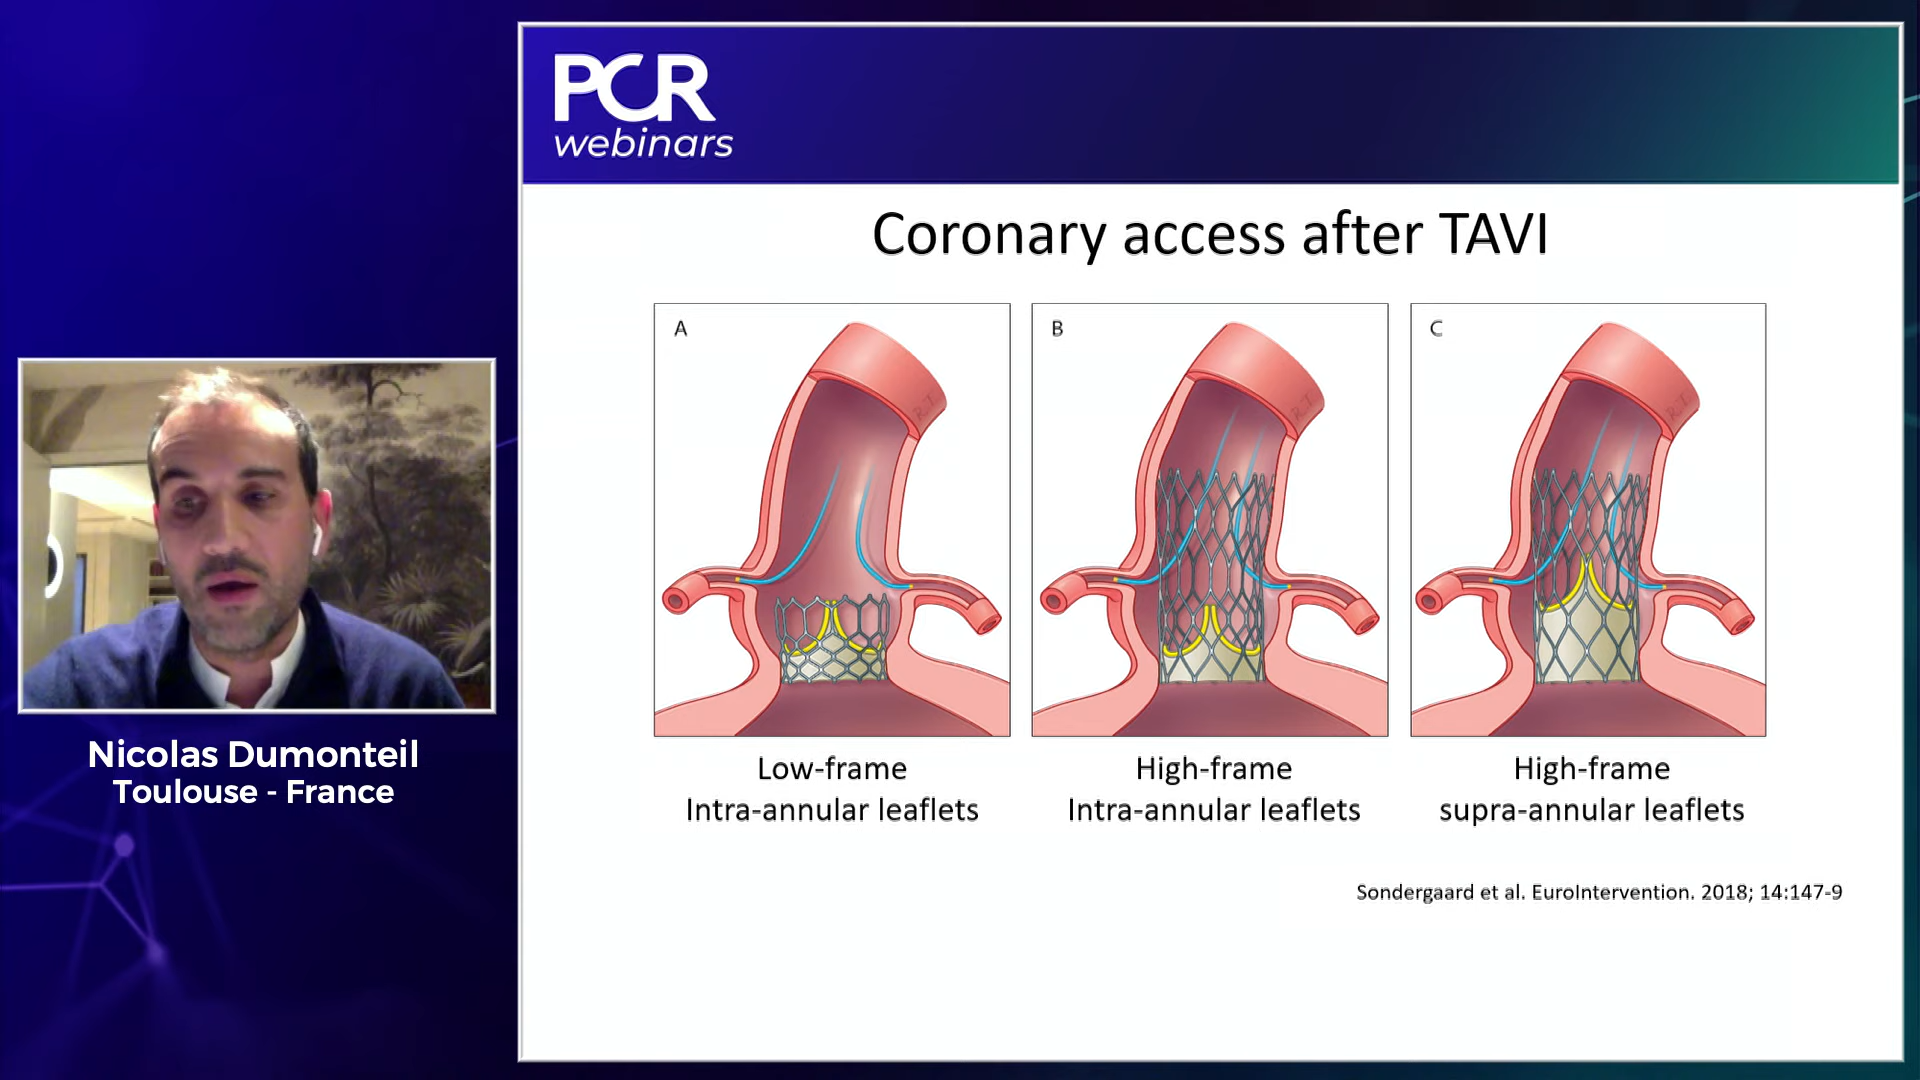 PCR
webinars
Coronary access after TAVI
A
B
C
Low-frame
Intra-annular leaflets
High-frame
Intra-annular leaflets
High-frame
supra-annular leaflets
Sondergaard et al. EuroIntervention. 2018; 14:147-9
Nicolas Dumonteil
Toulouse - France